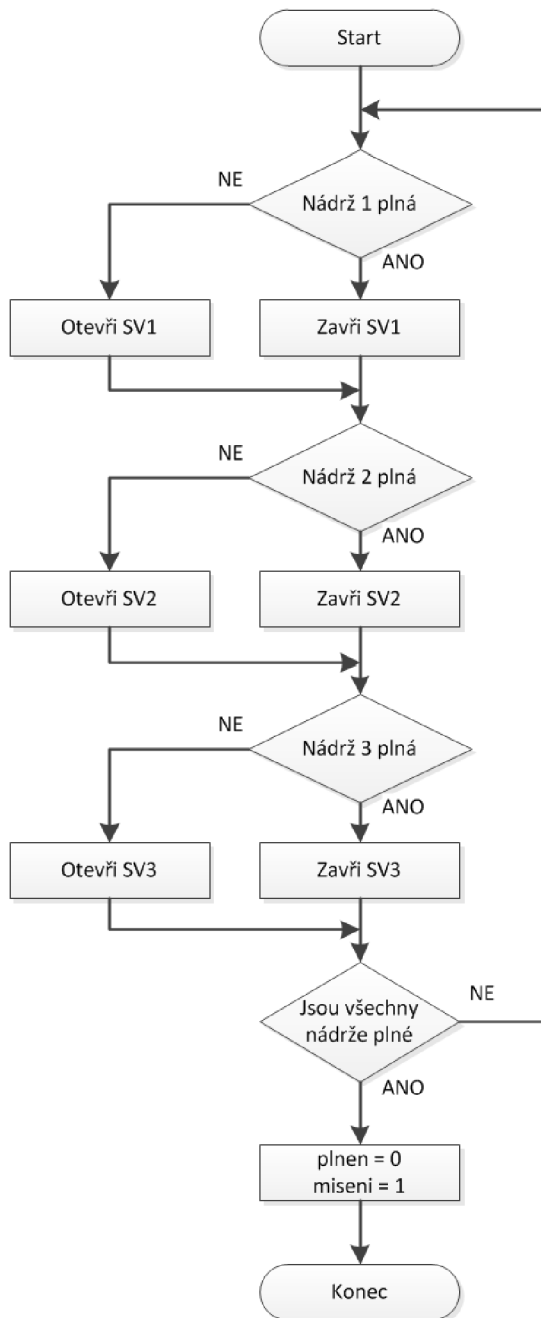 Start
NE
Nádrž 1 plná
ANO
Otevři SV1
Zavři SV1
NE
Nádrž 2 plná
ANO
Otevři SV2
Zavři SV2
NE
Nádrž 3 plná
ANO
Otevři SV3
Zavři SV3
Jsou všechny
nádrže plné
NE
ANO
plnen = 0
miseni = 1
Konec